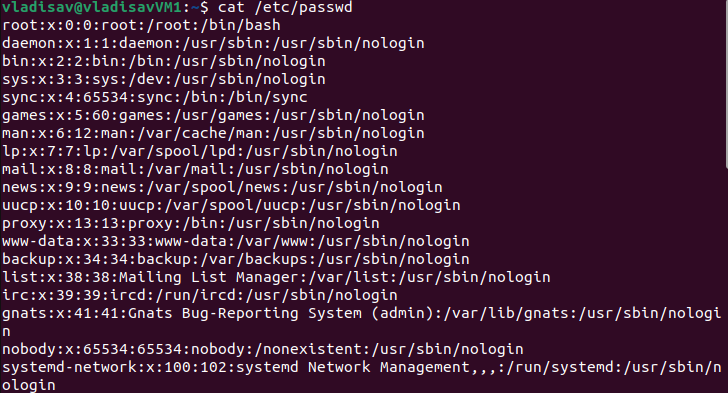 vladisav@vladisavVM1:~$ cat /etc/passwd
root:x:0:0:root:/root:/bin/bash
daemon:x:1:1:daemon:/usr/sbin:/usr/sbin/nologin
bin:x:2:2:bin:/bin:/usr/sbin/nologin
sys:x:3:3:sys:/dev:/usr/sbin/nologin
sync:x:4:65534:sync:/bin:/bin/sync
games:x:5:60:games:/usr/games:/usr/sbin/nologin
man:x:6:12:man:/var/cache/man:/usr/sbin/nologin
lp:x:7:7:lp:/var/spool/lpd:/usr/sbin/nologin
mail:x:8:8:mail:/var/mail:/usr/sbin/nologin
news:x:9:9:news:/var/spool/news:/usr/sbin/nologin
uucp:x:10:10:uucp:/var/spool/uucp:/usr/sbin/nologin
proxy:x:13:13:proxy:/bin:/usr/sbin/nologin
www-data:x:33:33:www-data:/var/www:/usr/sbin/nologin
backup:x:34:34:backup:/var/backups:/usr/sbin/nologin
list:x:38:38:Mailing List Manager:/var/list:/usr/sbin/nologin
irc:x:39:39:ircd:/run/ircd:/usr/sbin/nologin
gnats:x:41:41:Gnats Bug-Reporting System (admin):/var/lib/gnats:/usr/sbin/nologi
n
nobody:x:65534:65534:nobody:/nonexistent:/usr/sbin/nologin
systemd-network:x:100:102:systemd Network Management,,,:/run/systemd:/usr/sbin/n
ologin